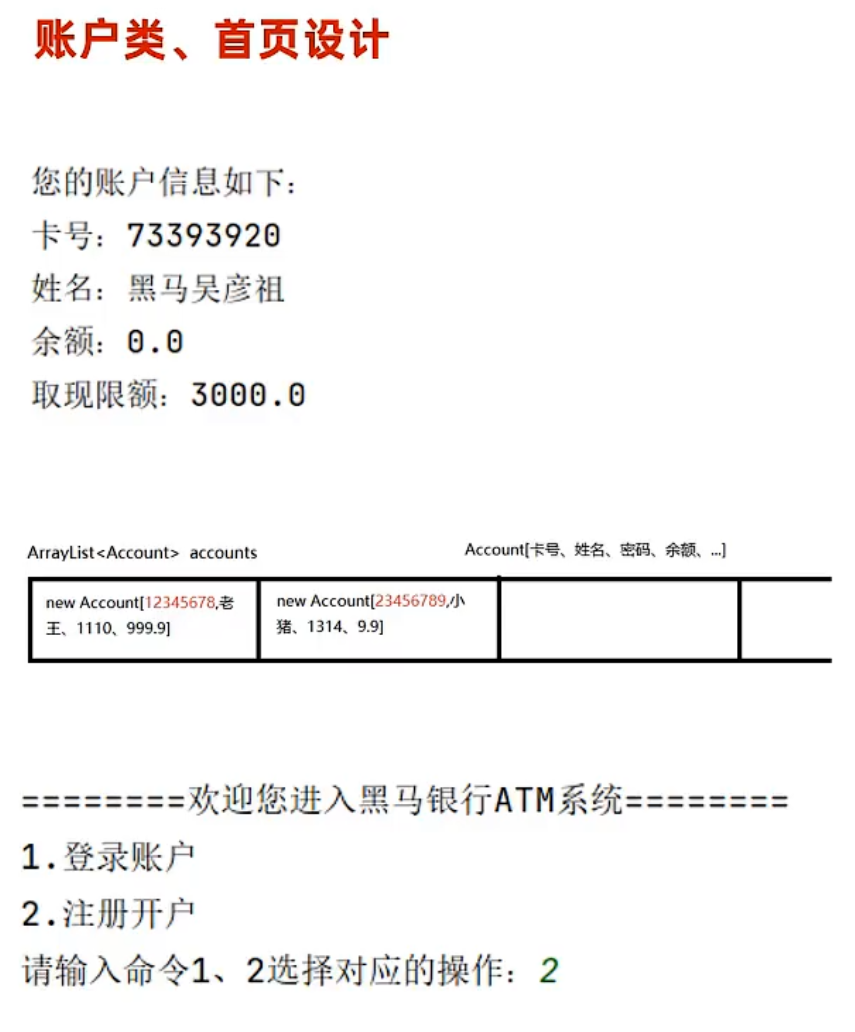 账户类、首页设计
您的账户信息如下：
卡号：73393920
姓名：黑马吴彦祖
余额：0.0
取现限额：3000.0
ArrayList<Account> accounts
Account[卡号、姓名、密码、余额、...]
new Account[12345678,老
王、1110、999.9]
new Account[23456789,小
猪、1314、9.9]
========欢迎您进入黑马银行ATM系统========
1.登录账户
2.注册开户
请输入命令1、2选择对应的操作：2